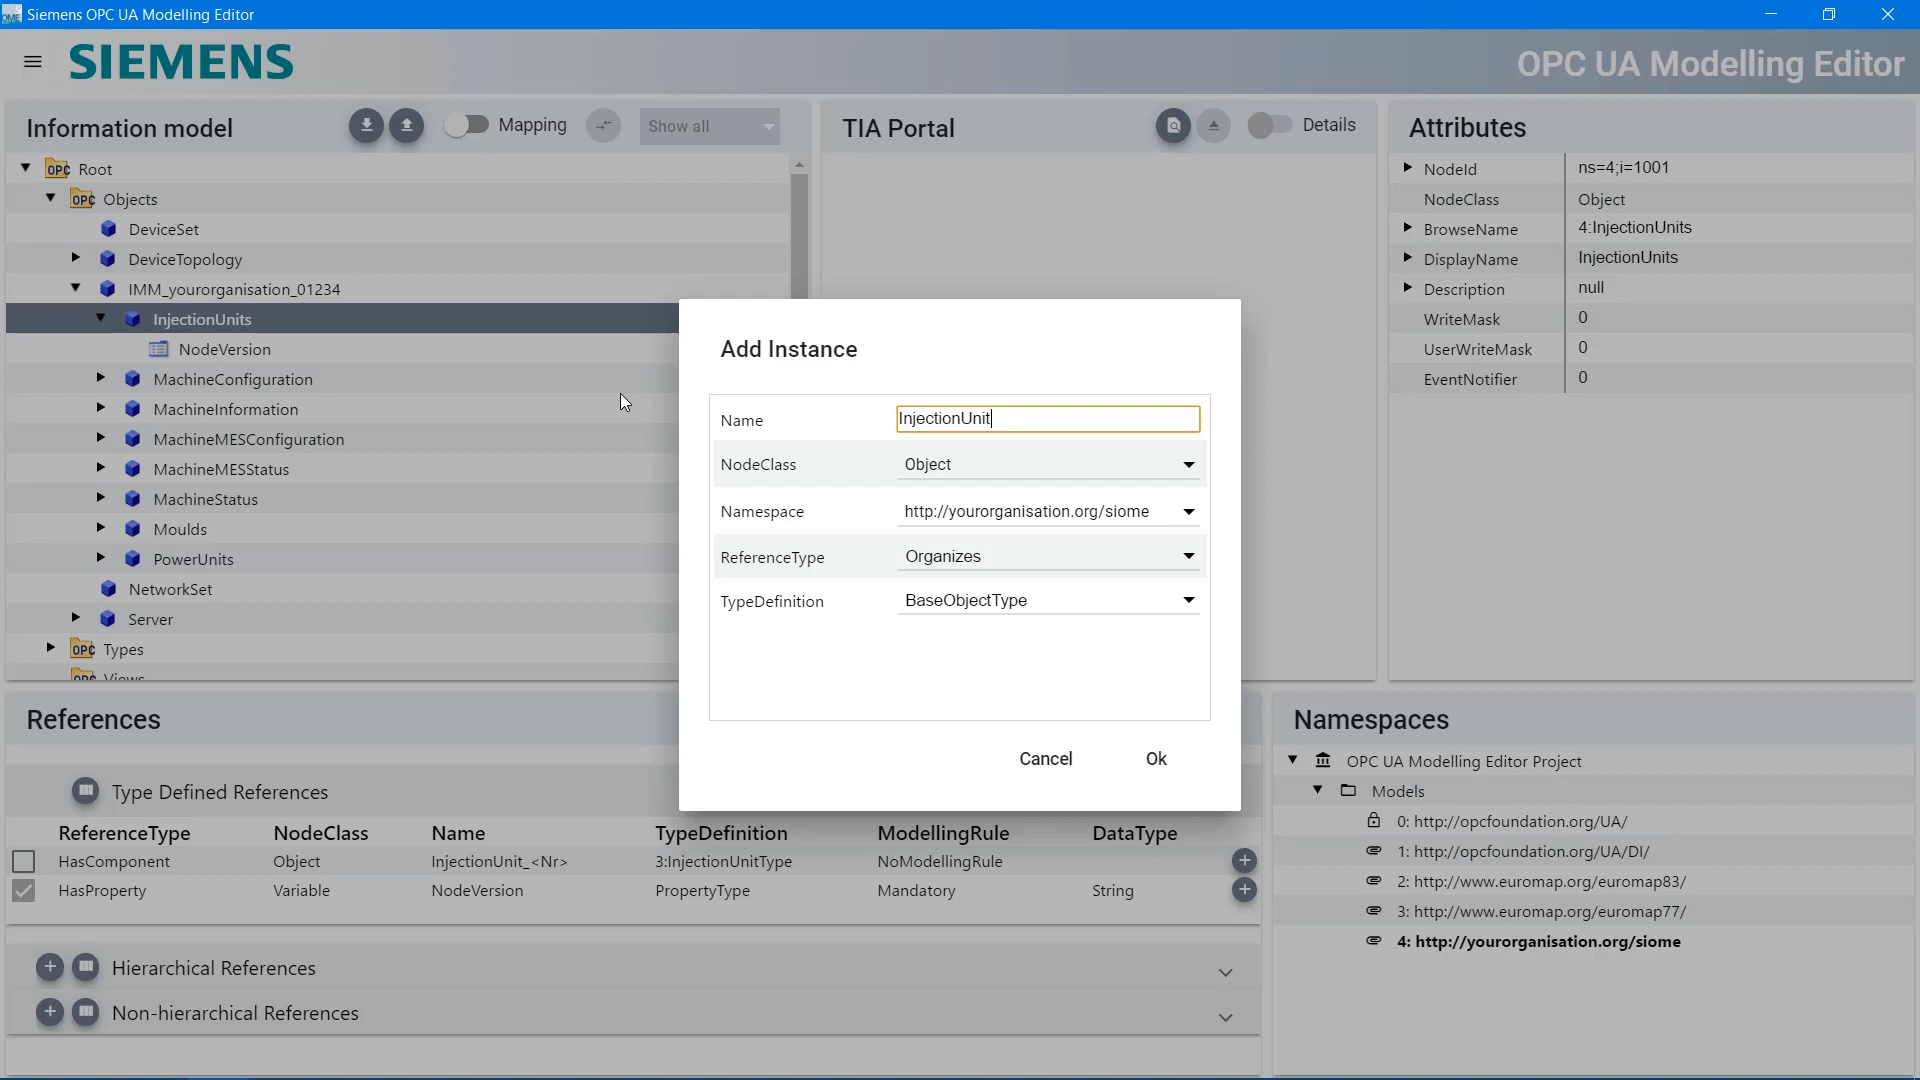 Siemens OPC UA Modelling Editor
SIEMENS
OPC UA Modelling Editor
Information model
Mapping
Show all
OPC Root
OPC Objects
DeviceSet
DeviceTopology
IMM_yourorganisation_01234
InjectionUnits
NodeVersion
MachineConfiguration
MachineInformation
MachineMESConfiguration
MachineMESStatus
MachineStatus
Moulds
PowerUnits
NetworkSet
Server
OPC Types
OPC Views
TIA Portal
Details
Attributes
NodeId ns=4;i=1001
NodeClass Object
BrowseName 4:InjectionUnits
DisplayName InjectionUnits
Description null
WriteMask 0
UserWriteMask 0
EventNotifier 0
Add Instance
Name InjectionUnit
NodeClass Object
Namespace http://yourorganisation.org/siome
ReferenceType Organizes
TypeDefinition BaseObjectType
Cancel Ok
References
Type Defined References
ReferenceType NodeClass Name TypeDefinition ModellingRule DataType
HasComponent Object InjectionUnit_<Nr> 3:InjectionUnitType NoModellingRule
HasProperty Variable NodeVersion PropertyType Mandatory String
Hierarchical References
Non-hierarchical References
Namespaces
OPC UA Modelling Editor Project
Models
0: http://opcfoundation.org/UA/
1: http://opcfoundation.org/UA/DI/
2: http://www.euromap.org/euromap83/
3: http://www.euromap.org/euromap77/
4: http://yourorganisation.org/siome